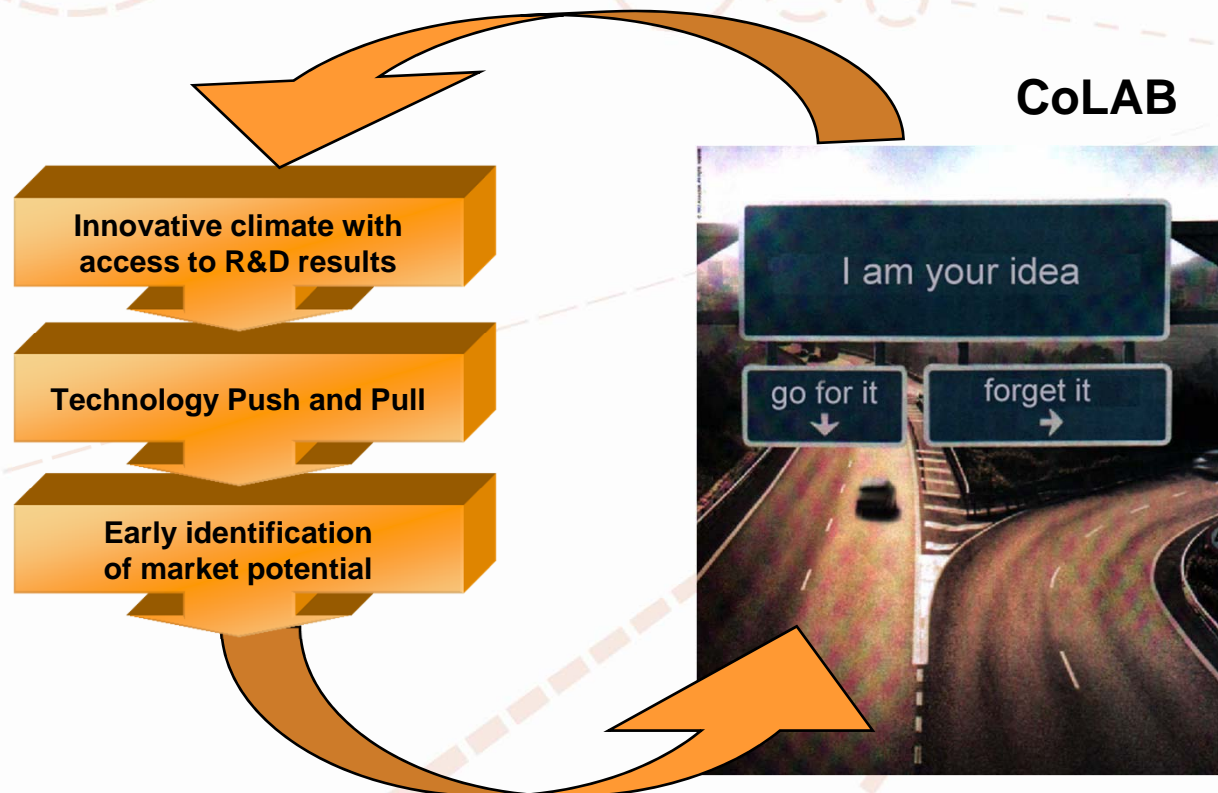 CoLAB
Innovative climate with
access to R&D results
Technology Push and Pull
Early identification
of market potential
I am your idea
go for it
↓
forget it
→